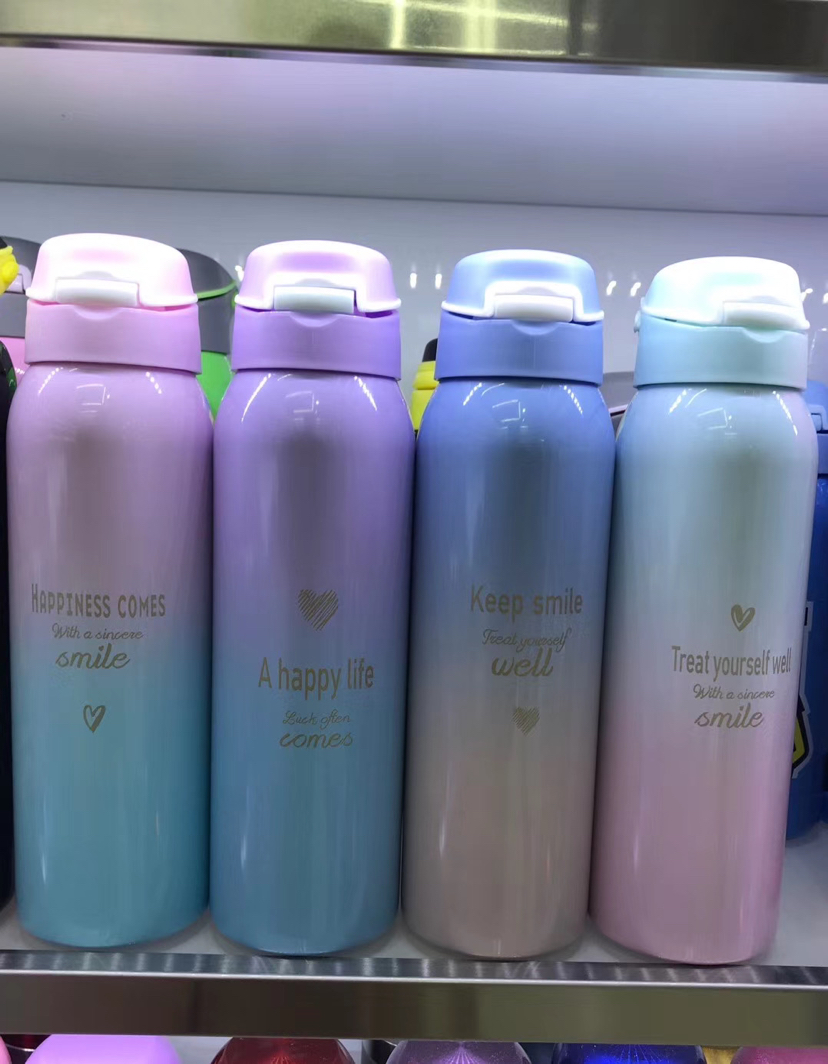 HAPPINESS COMES
With a sincere
smile
A happy life
Luck often
comes
Keep smile
Treat yourself
well
Treat yourself well
With a sincere
smile